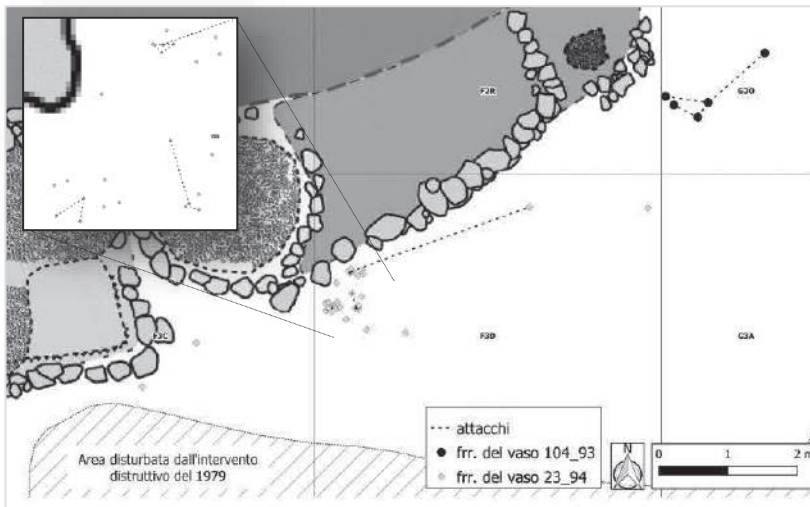 F3R
G3O
F3C
F3D
G3A
Area disturbata dall'intervento
distruttivo del 1979
attacchi
frr. del vaso 104_93
frr. del vaso 23_94
N
0 1 2 m